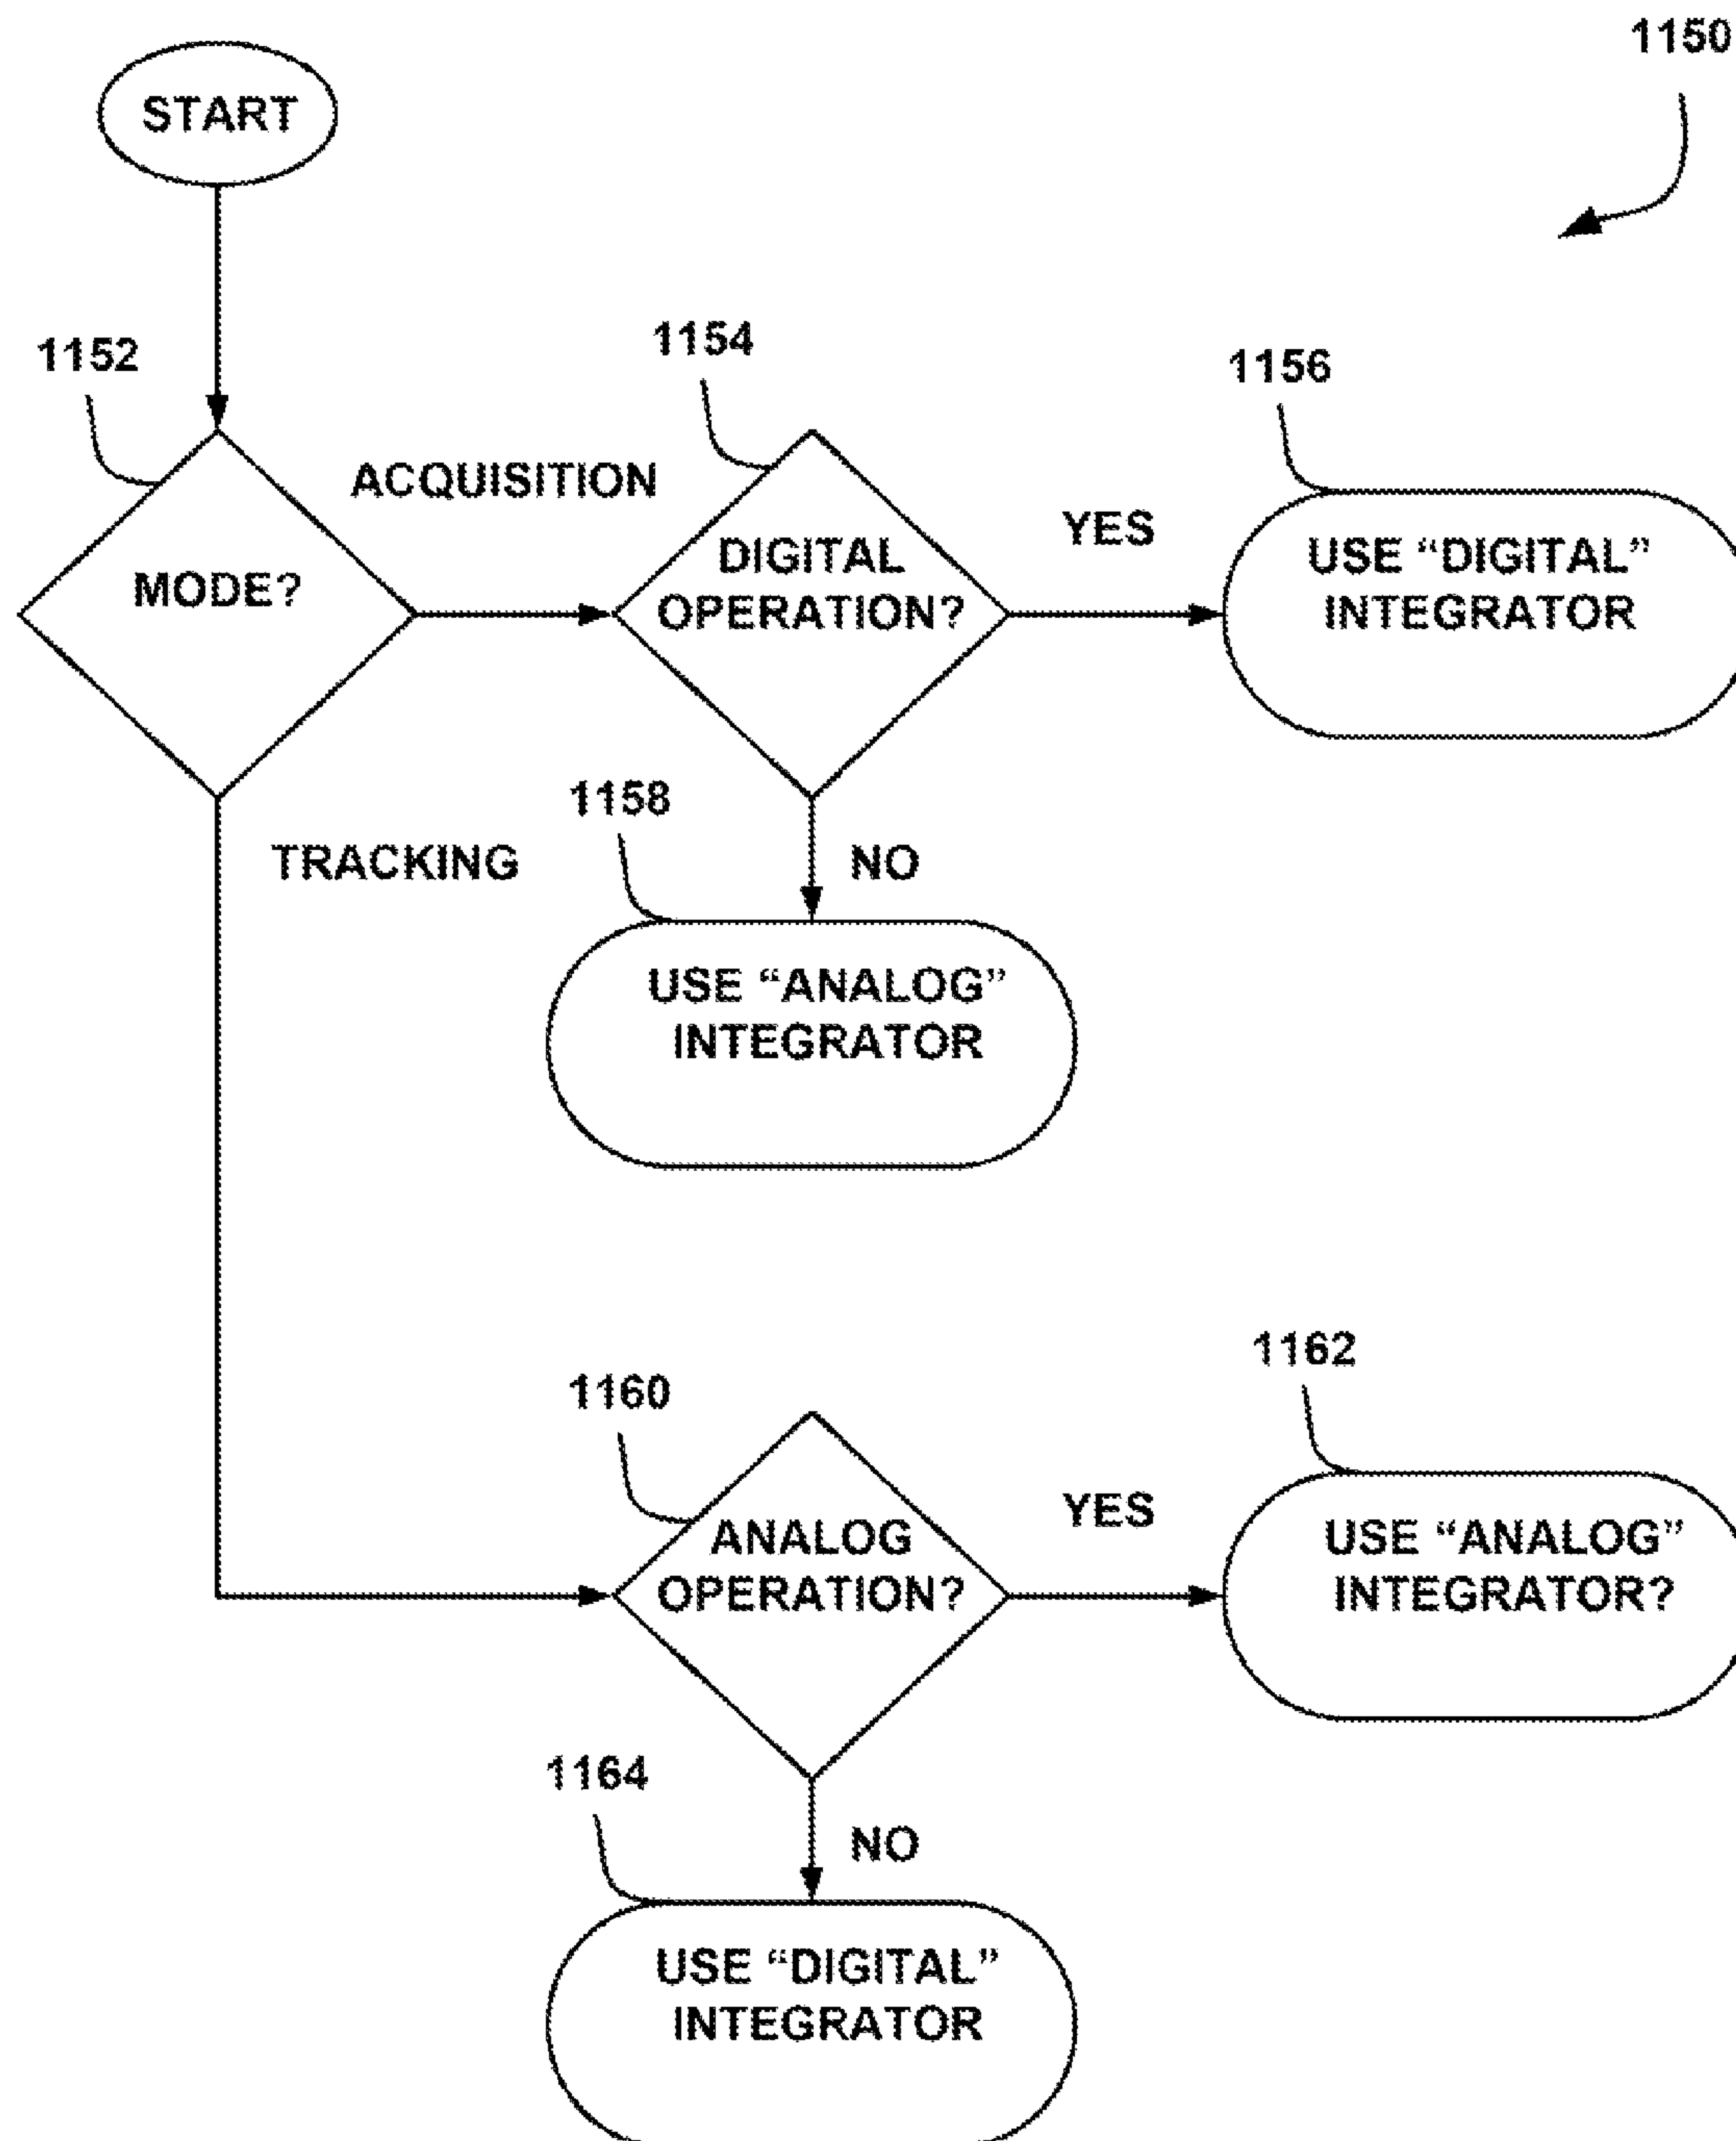 1150
START
1152
1154
1156
ACQUISITION
MODE?
DIGITAL
OPERATION?
YES
USE “DIGITAL”
INTEGRATOR
1158
TRACKING
NO
USE “ANALOG”
INTEGRATOR
1160
1162
ANALOG
OPERATION?
YES
USE “ANALOG”
INTEGRATOR?
1164
NO
USE “DIGITAL”
INTEGRATOR